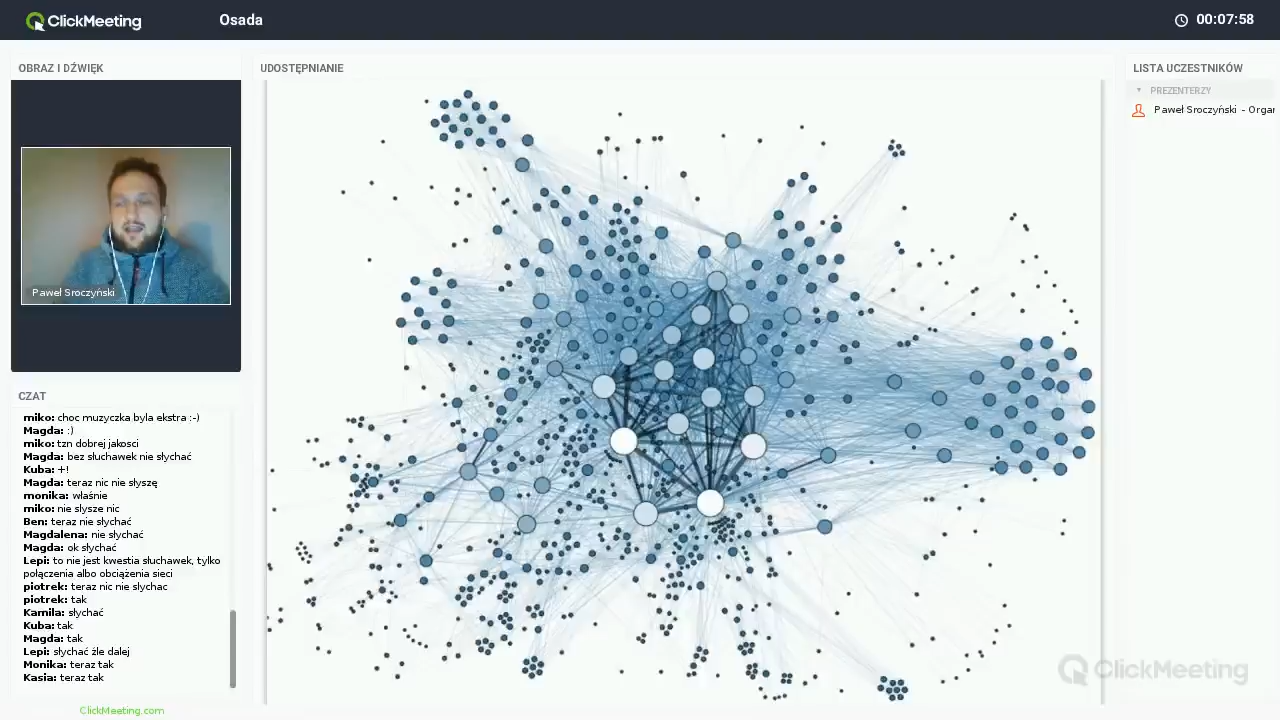 ClickMeeting
Osada
00:07:58
OBRAZ I DŹWIĘK
UDOSTĘPNIANIE
LISTA UCZESTNIKÓW
PREZENTERZY
Paweł Sroczyński - Organ
Paweł Sroczyński
CZAT
miko: choc muzyczka byla ekstra :-)
Magda: :)
miko: tzn dobrej jakosci
Magda: bez słuchawek nie słychać
Kuba: +!
Magda: teraz nic nie słyszę
monika: właśnie
miko: nie slysze nic
Ben: teraz nie słychać
Magdalena: nie słychać
Magda: ok słychać
Lepi: to nie jest kwestia słuchawek, tylko
połączenia albo obciążenia sieci
piotrek: teraz nic nie slychac
piotrek: tak
Kamila: słychać
Kuba: tak
Magda: tak
Lepi: słychać źle dalej
Monika: teraz tak
Kasia: teraz tak
ClickMeeting
ClickMeeting.com